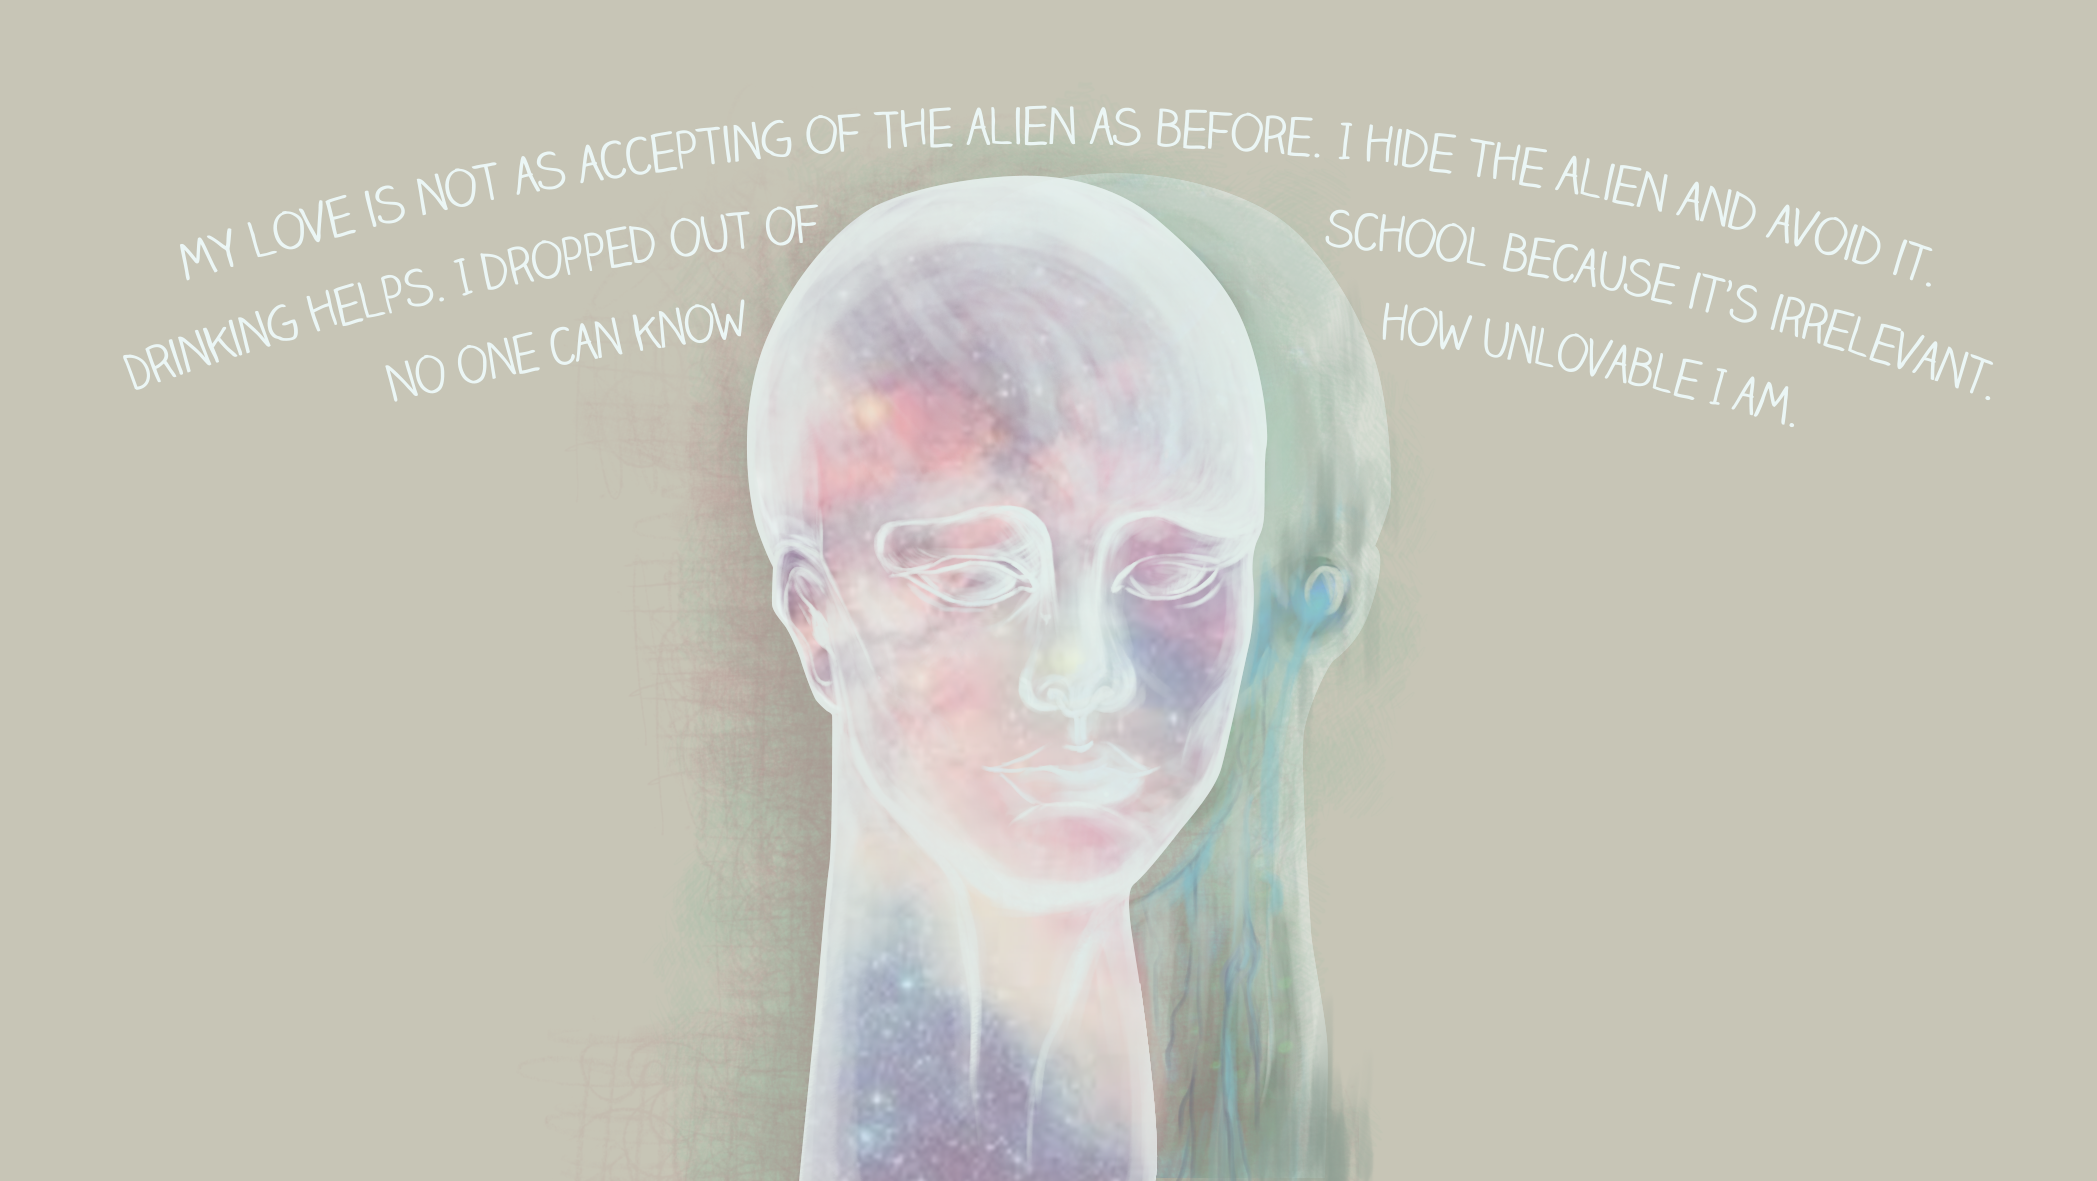 MY LOVE IS NOT AS ACCEPTING OF THE ALIEN AS BEFORE. I HIDE THE ALIEN AND AVOID IT.
DRINKING HELPS. I DROPPED OUT OF SCHOOL BECAUSE IT'S IRRELEVANT.
NO ONE CAN KNOW HOW UNLOVABLE I AM.